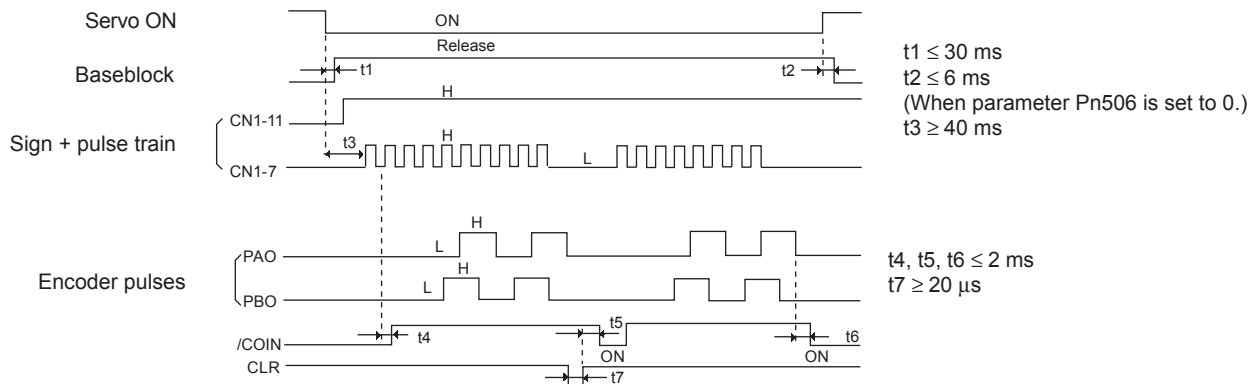 Servo ON
ON
Release
Baseblock
t1
t2
t1 ≤ 30 ms
t2 ≤ 6 ms
(When parameter Pn506 is set to 0.)
t3 ≥ 40 ms
H
CN1-11
Sign + pulse train
t3
H
L
CN1-7
H
PAO
L
Encoder pulses
H
L
PBO
t4, t5, t6 ≤ 2 ms
t7 ≥ 20 μs
/COIN
t4
t5
t6
ON
ON
CLR
t7